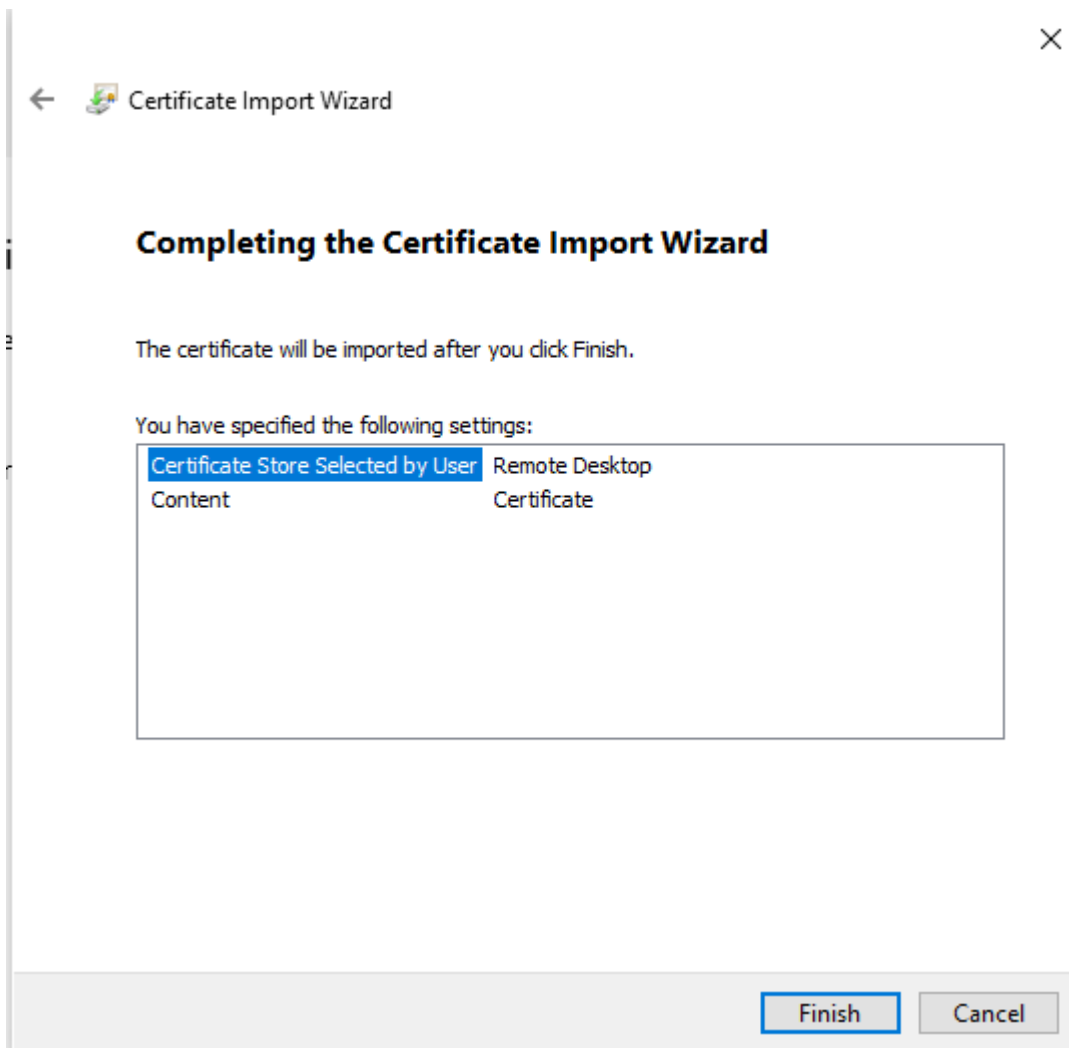 Certificate Import Wizard
Completing the Certificate Import Wizard
The certificate will be imported after you click Finish.
You have specified the following settings:
Certificate Store Selected by User Remote Desktop
Content Certificate
Finish Cancel